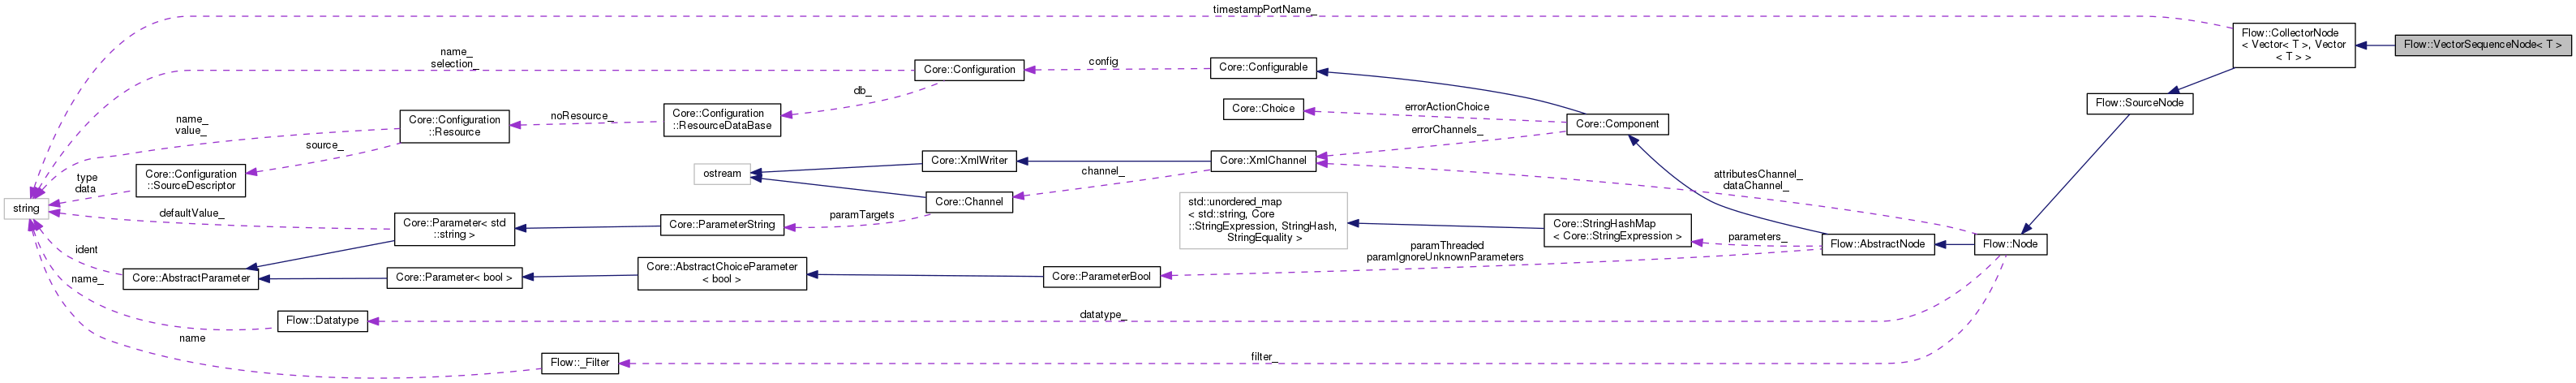 timestampPortName_
Flow::CollectorNode
< Vector< T >, Vector
< T > >
Flow::VectorSequenceNode< T >
name_
selection_
Core::Configuration
config
Core::Configurable
db_
Flow::SourceNode
Core::Choice
errorActionChoice
Core::Configuration
::ResourceDataBase
noResource_
Core::Configuration
::Resource
name_
value_
Core::Component
errorChannels_
source_
Core::XmlWriter
Core::XmlChannel
ostream
channel_
Core::Configuration
::SourceDescriptor
type
data
attributesChannel_
dataChannel_
string
Core::Channel
std::unordered_map
< std::string, Core
::StringExpression, StringHash,
StringEquality >
defaultValue_
Core::Parameter< std
::string >
Core::ParameterString
paramTargets
Core::StringHashMap
< Core::StringExpression >
parameters_
Flow::AbstractNode
Flow::Node
ident
paramThreaded
paramIgnoreUnknownParameters
Core::AbstractParameter
Core::Parameter< bool >
Core::AbstractChoiceParameter
< bool >
Core::ParameterBool
name_
Flow::Datatype
datatype_
name
Flow::_Filter
filter_